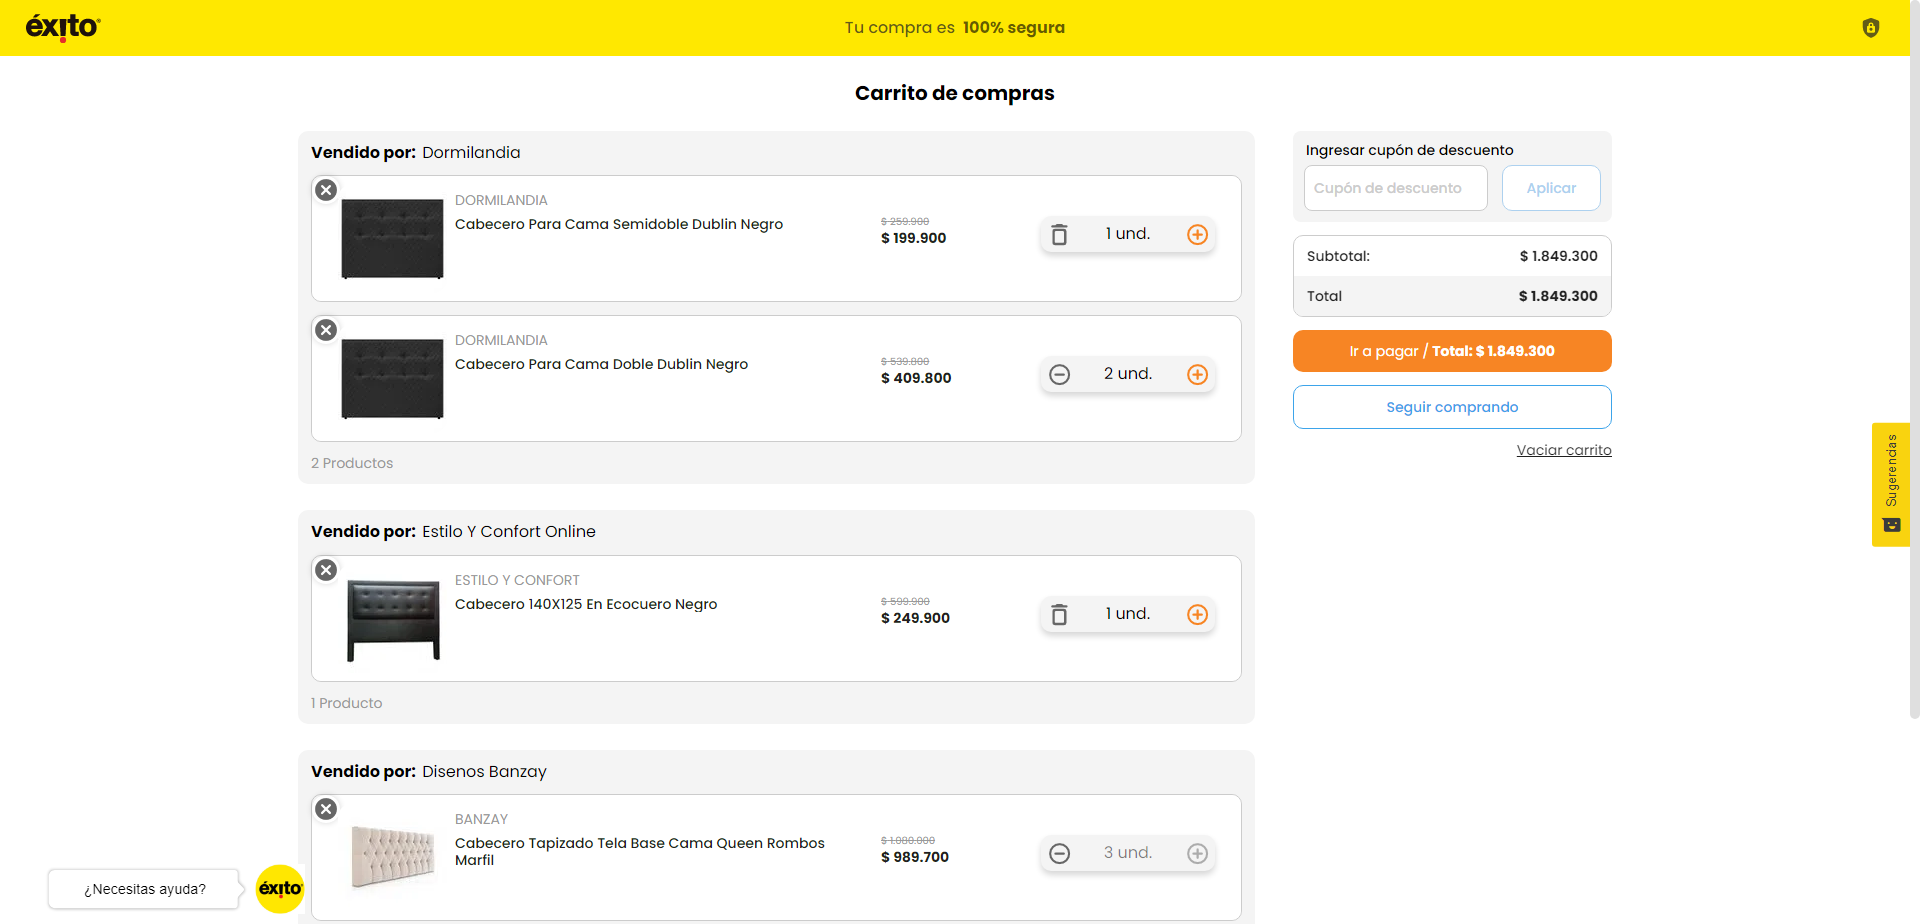 éxito
Tu compra es 100% segura
Carrito de compras
Vendido por: Dormilandia
DORMILANDIA
Cabecero Para Cama Semidoble Dublin Negro
$ 259.900
$ 199.900
1 und.
DORMILANDIA
Cabecero Para Cama Doble Dublin Negro
$ 539.800
$ 409.800
2 und.
2 Productos
Vendido por: Estilo Y Confort Online
ESTILO Y CONFORT
Cabecero 140X125 En Ecocuero Negro
$ 599.900
$ 249.900
1 und.
1 Producto
Vendido por: Disenos Banzay
BANZAY
Cabecero Tapizado Tela Base Cama Queen Rombos
Marfil
$ 1.080.000
$ 989.700
3 und.
Ingresar cupón de descuento
Cupón de descuento
Aplicar
Subtotal: $ 1.849.300
Total $ 1.849.300
Ir a pagar / Total: $ 1.849.300
Seguir comprando
Vaciar carrito
Sugerencias
¿Necesitas ayuda?
éxito